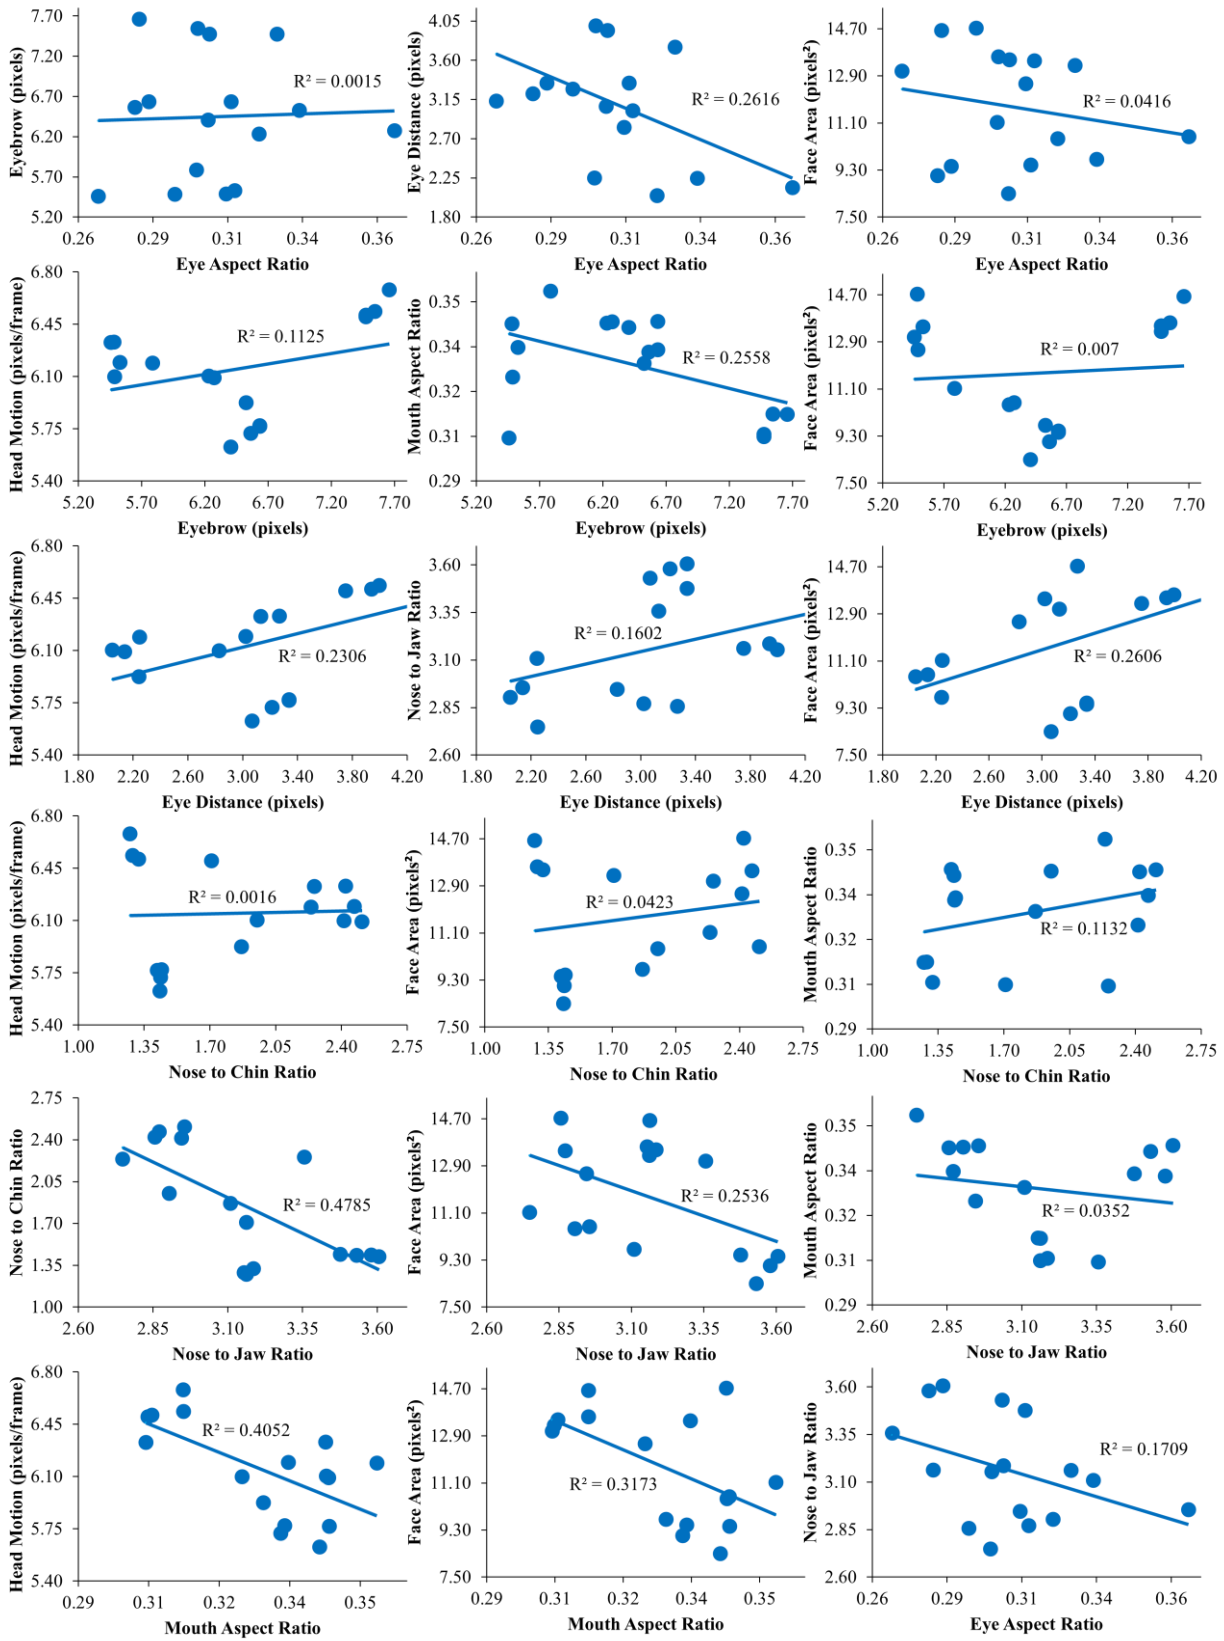 Eyebrow (pixels)
7.70
7.20
6.70
6.20
5.70
5.20
R² = 0.0015
0.26 0.29 0.31 0.34 0.36
Eye Aspect Ratio
Eye Distance (pixels)
4.05
3.60
3.15
2.70
2.25
1.80
R² = 0.2616
0.26 0.29 0.31 0.34 0.36
Eye Aspect Ratio
Face Area (pixels²)
14.70
12.90
11.10
9.30
7.50
R² = 0.0416
0.26 0.29 0.31 0.34 0.36
Eye Aspect Ratio
Head Motion (pixels/frame)
6.80
6.45
6.10
5.75
5.40
R² = 0.1125
5.20 5.70 6.20 6.70 7.20 7.70
Eyebrow (pixels)
Mouth Aspect Ratio
0.35
0.34
0.32
0.31
0.29
R² = 0.2558
5.20 5.70 6.20 6.70 7.20 7.70
Eyebrow (pixels)
Face Area (pixels²)
14.70
12.90
11.10
9.30
7.50
R² = 0.007
5.20 5.70 6.20 6.70 7.20 7.70
Eyebrow (pixels)
Head Motion (pixels/frame)
6.80
6.45
6.10
5.75
5.40
R² = 0.2306
1.80 2.20 2.60 3.00 3.40 3.80 4.20
Eye Distance (pixels)
Nose to Jaw Ratio
3.60
3.35
3.10
2.85
2.60
R² = 0.1602
1.80 2.20 2.60 3.00 3.40 3.80 4.20
Eye Distance (pixels)
Face Area (pixels²)
14.70
12.90
11.10
9.30
7.50
R² = 0.2606
1.80 2.20 2.60 3.00 3.40 3.80 4.20
Eye Distance (pixels)
Head Motion (pixels/frame)
6.80
6.45
6.10
5.75
5.40
R² = 0.0016
1.00 1.35 1.70 2.05 2.40 2.75
Nose to Chin Ratio
Face Area (pixels²)
14.70
12.90
11.10
9.30
7.50
R² = 0.0423
1.00 1.35 1.70 2.05 2.40 2.75
Nose to Chin Ratio
Mouth Aspect Ratio
0.35
0.34
0.32
0.31
0.29
R² = 0.1132
1.00 1.35 1.70 2.05 2.40 2.75
Nose to Chin Ratio
Nose to Chin Ratio
2.75
2.40
2.05
1.70
1.35
1.00
R² = 0.4785
2.60 2.85 3.10 3.35 3.60
Nose to Jaw Ratio
Face Area (pixels²)
14.70
12.90
11.10
9.30
7.50
R² = 0.2536
2.60 2.85 3.10 3.35 3.60
Nose to Jaw Ratio
Mouth Aspect Ratio
0.35
0.34
0.32
0.31
0.29
R² = 0.0352
2.60 2.85 3.10 3.35 3.60
Nose to Jaw Ratio
Head Motion (pixels/frame)
6.80
6.45
6.10
5.75
5.40
R² = 0.4052
0.29 0.31 0.32 0.34 0.35
Mouth Aspect Ratio
Face Area (pixels²)
14.70
12.90
11.10
9.30
7.50
R² = 0.3173
0.29 0.31 0.32 0.34 0.35
Mouth Aspect Ratio
Nose to Jaw Ratio
3.60
3.35
3.10
2.85
2.60
R² = 0.1709
0.26 0.29 0.31 0.34 0.36
Eye Aspect Ratio